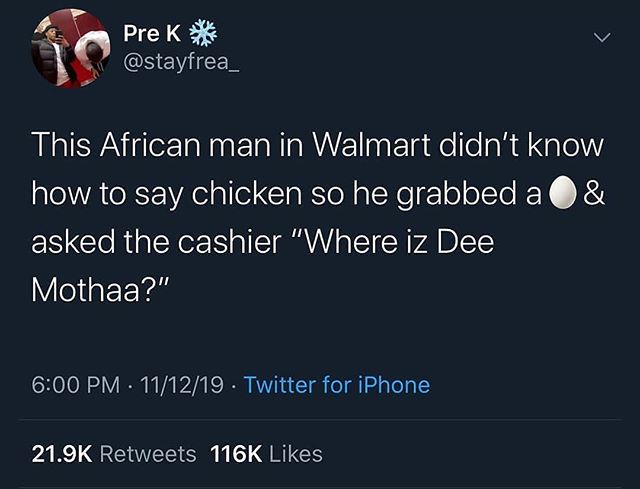 Pre K ❄️
@stayfrea_
This African man in Walmart didn’t know
how to say chicken so he grabbed a 🥚 &
asked the cashier “Where iz Dee
Mothaa?”
6:00 PM · 11/12/19 · Twitter for iPhone
21.9K Retweets 116K Likes